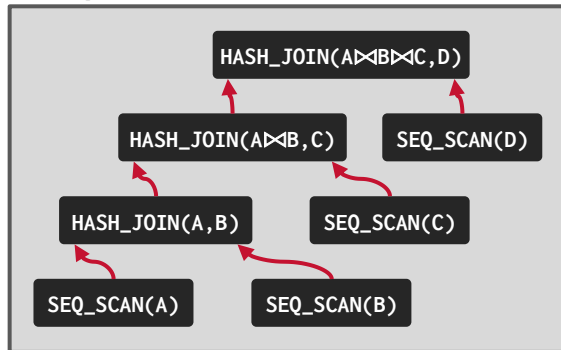 HASH_JOIN(A⨝B⨝C,D)
HASH_JOIN(A⨝B,C)
SEQ_SCAN(D)
HASH_JOIN(A,B)
SEQ_SCAN(C)
SEQ_SCAN(A)
SEQ_SCAN(B)